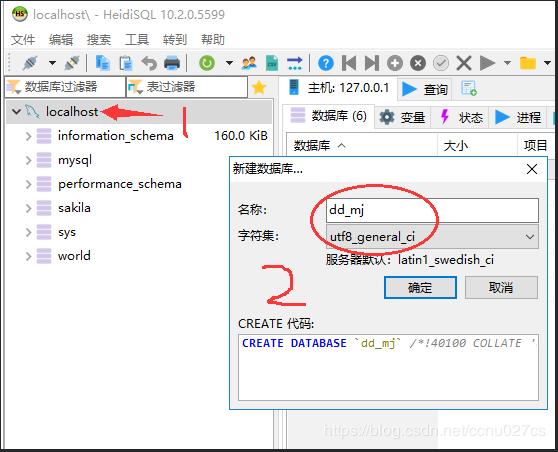 localhost\ - HeidiSQL 10.2.0.5599
文件 编辑 搜索 工具 转到 帮助
数据库过滤器 表过滤器 主机: 127.0.0.1 查询
localhost
1
information_schema 160.0 KiB
mysql
performance_schema
sakila
sys
world
数据库 (6) 变量 状态 进程
数据库 大小 项目
新建数据库...
名称: dd_mj
字符集: utf8_general_ci
服务器默认: latin1_swedish_ci
2
确定 取消
CREATE 代码:
CREATE DATABASE `dd_mj` /*!40100 COLLATE '
https://blog.csdn.net/ccnu027cs